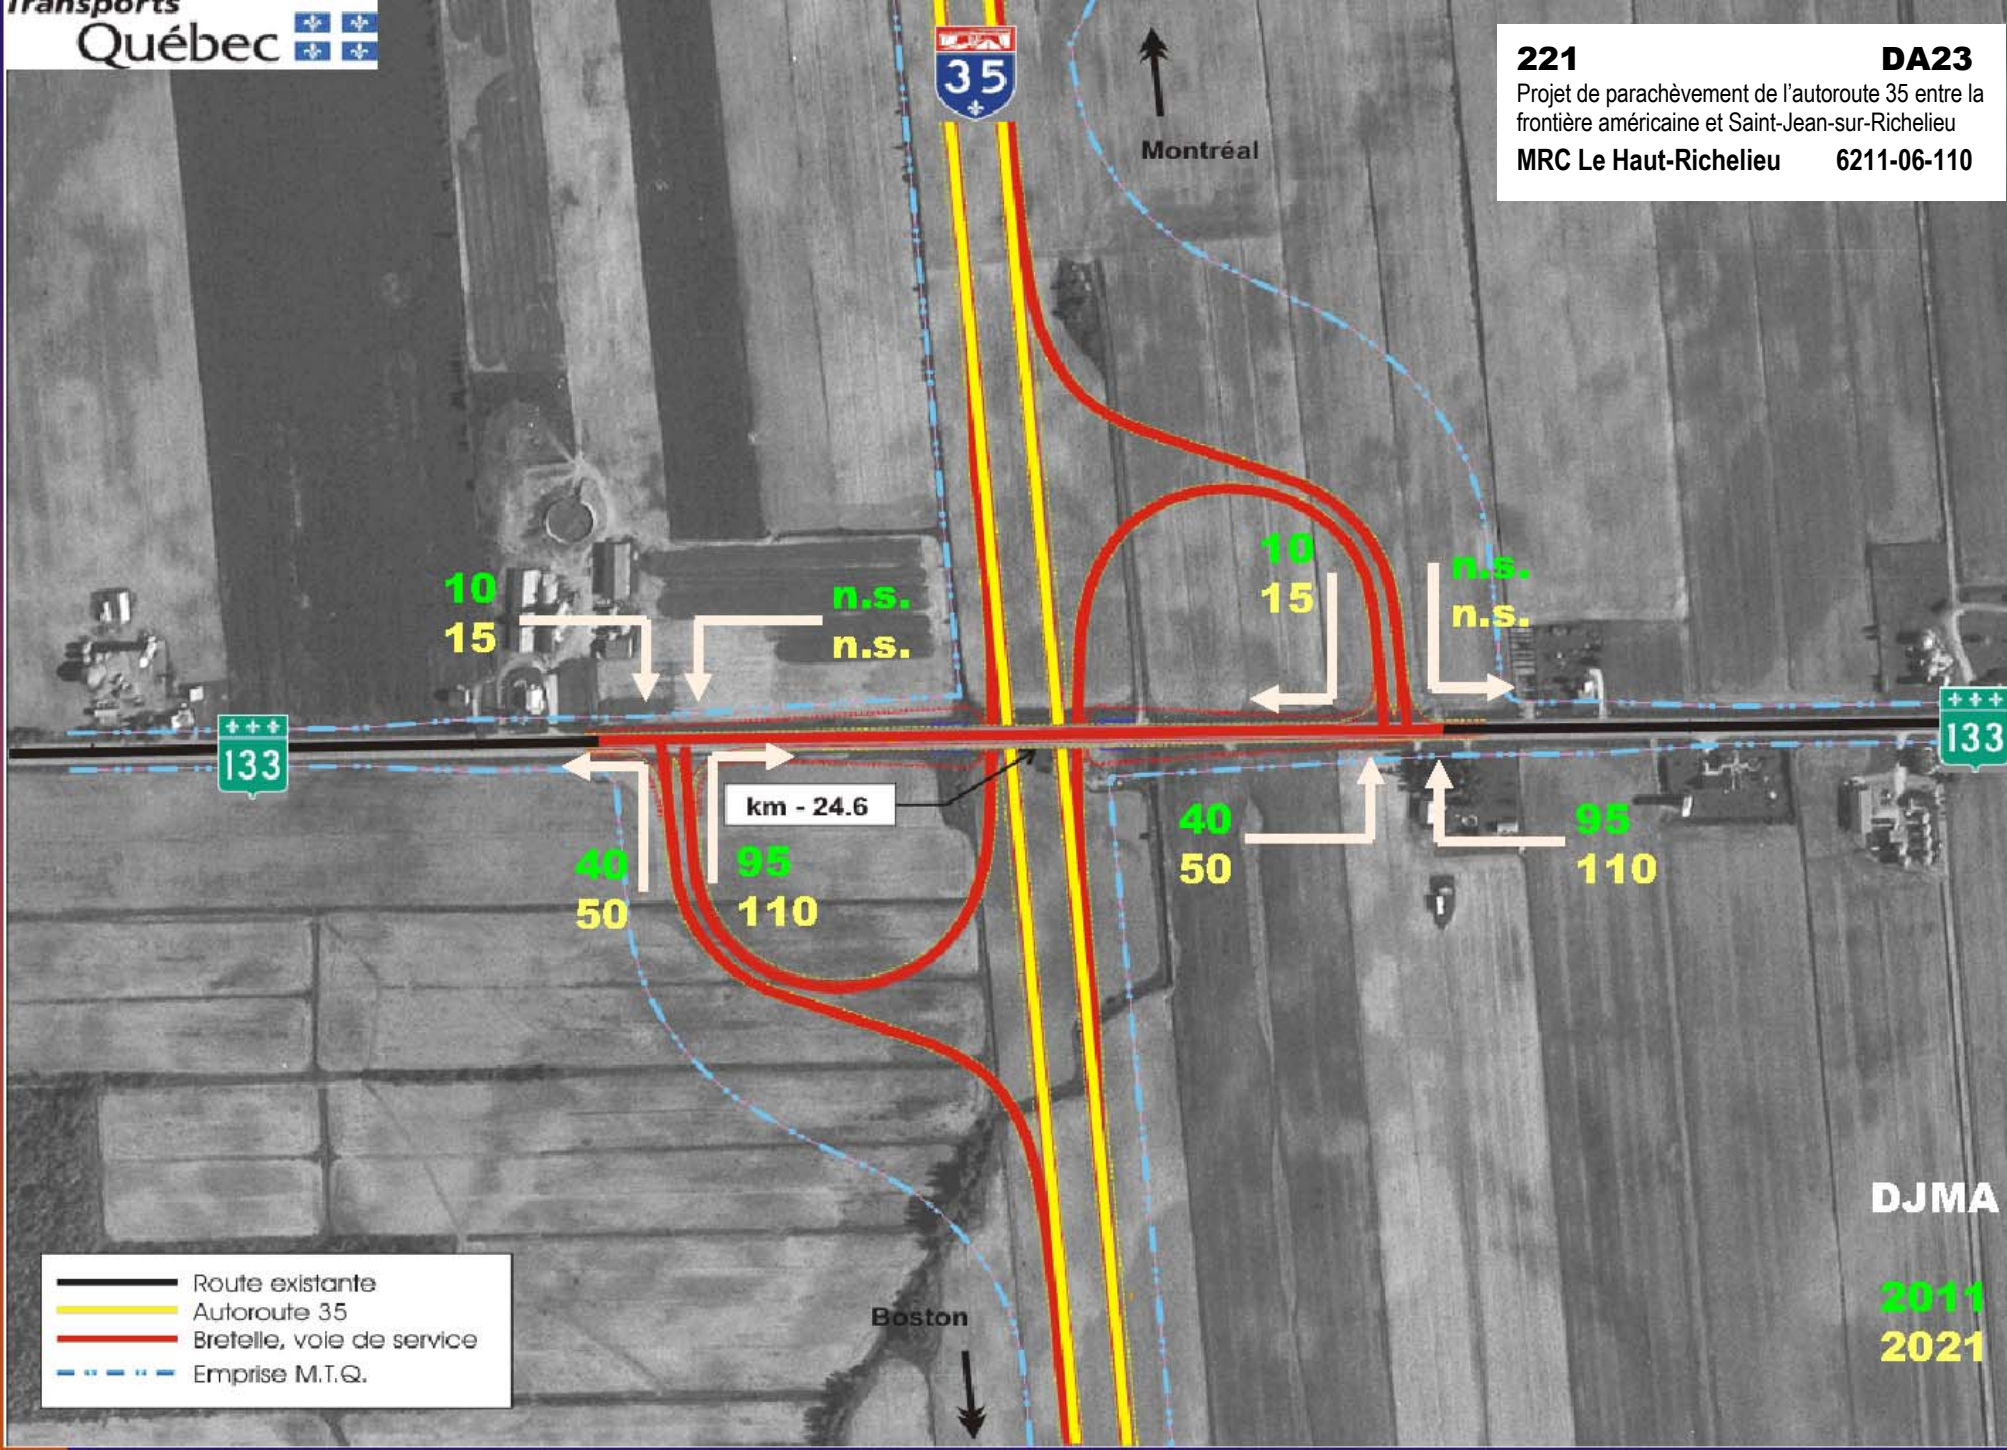 Transports
Québec
35
Montréal
221 DA23
Projet de parachèvement de l'autoroute 35 entre la
frontière américaine et Saint-Jean-sur-Richelieu
MRC Le Haut-Richelieu 6211-06-110
10
15
n.s.
n.s.
10
15
n.s.
n.s.
133
133
km - 24.6
40
50
95
110
40
50
95
110
DJMA
2011
2021
Boston
Route existante
Autoroute 35
Bretelle, voie de service
Emprise M.T.Q.